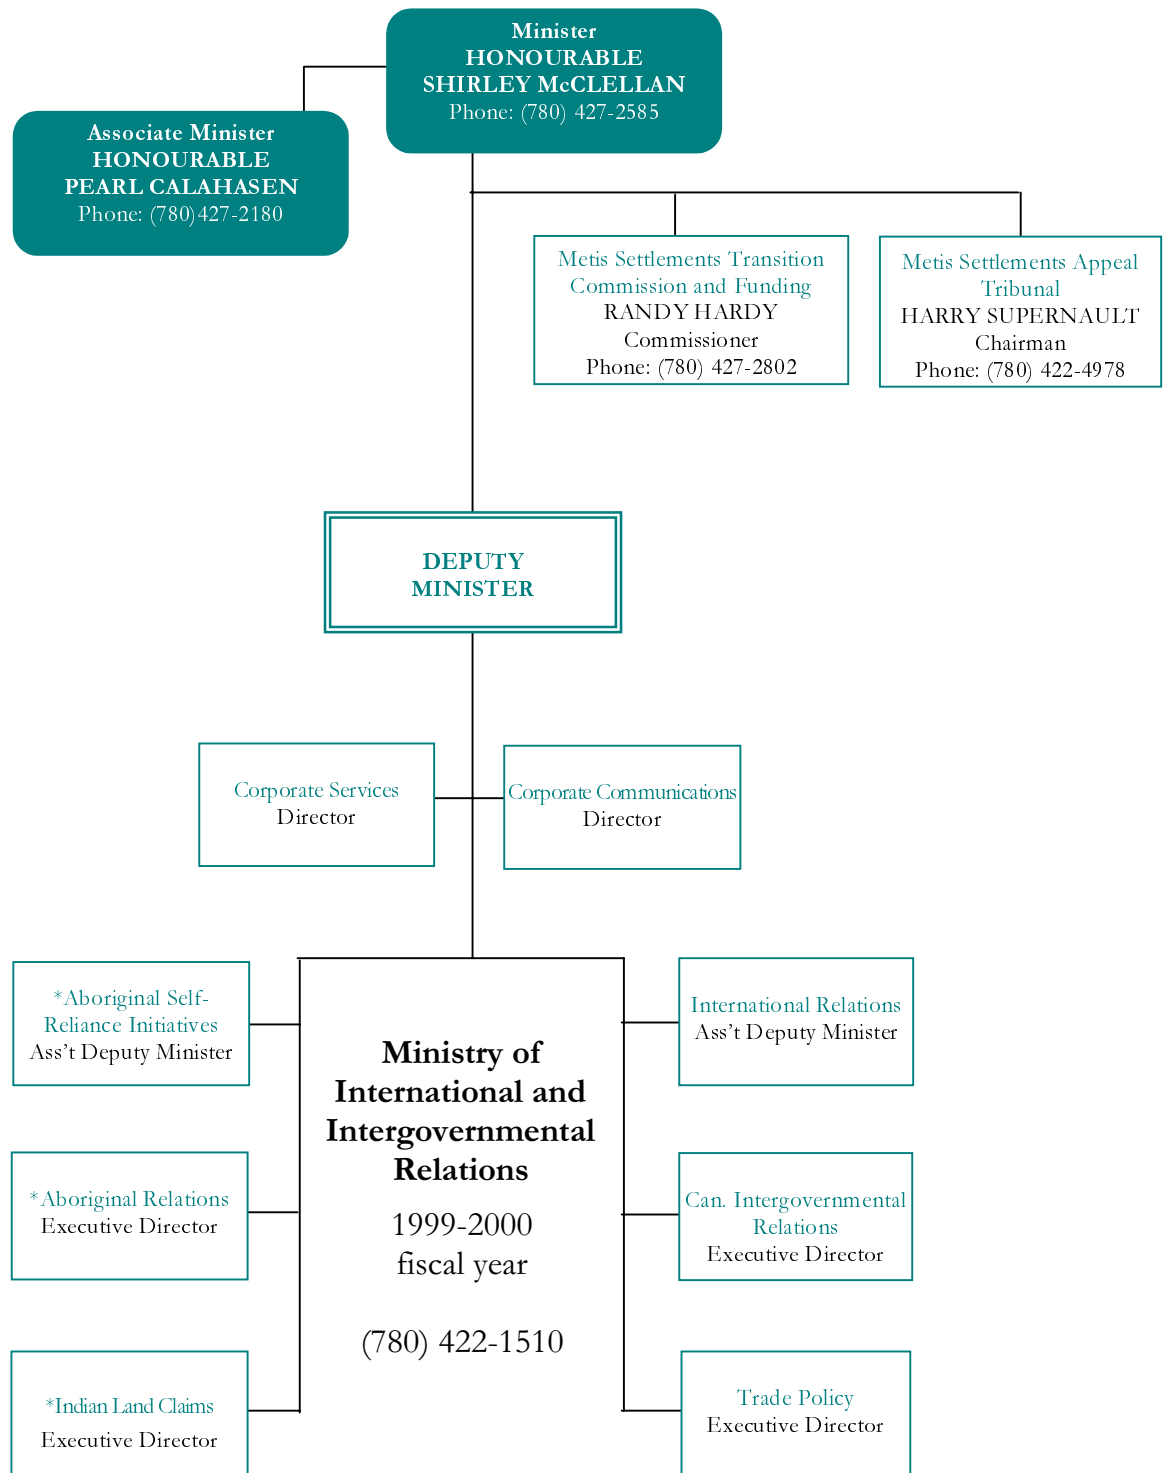 Minister
HONOURABLE
SHIRLEY McCLELLAN
Phone: (780) 427-2585
Associate Minister
HONOURABLE
PEARL CALAHASEN
Phone: (780)427-2180
Metis Settlements Transition
Commission and Funding
RANDY HARDY
Commissioner
Phone: (780) 427-2802
Metis Settlements Appeal
Tribunal
HARRY SUPERNAULT
Chairman
Phone: (780) 422-4978
DEPUTY
MINISTER
Corporate Services
Director
Corporate Communications
Director
*Aboriginal Self-
Reliance Initiatives
Ass't Deputy Minister
International Relations
Ass't Deputy Minister
Ministry of
International and
Intergovernmental
Relations
1999-2000
fiscal year
(780) 422-1510
*Aboriginal Relations
Executive Director
Can. Intergovernmental
Relations
Executive Director
*Indian Land Claims
Executive Director
Trade Policy
Executive Director